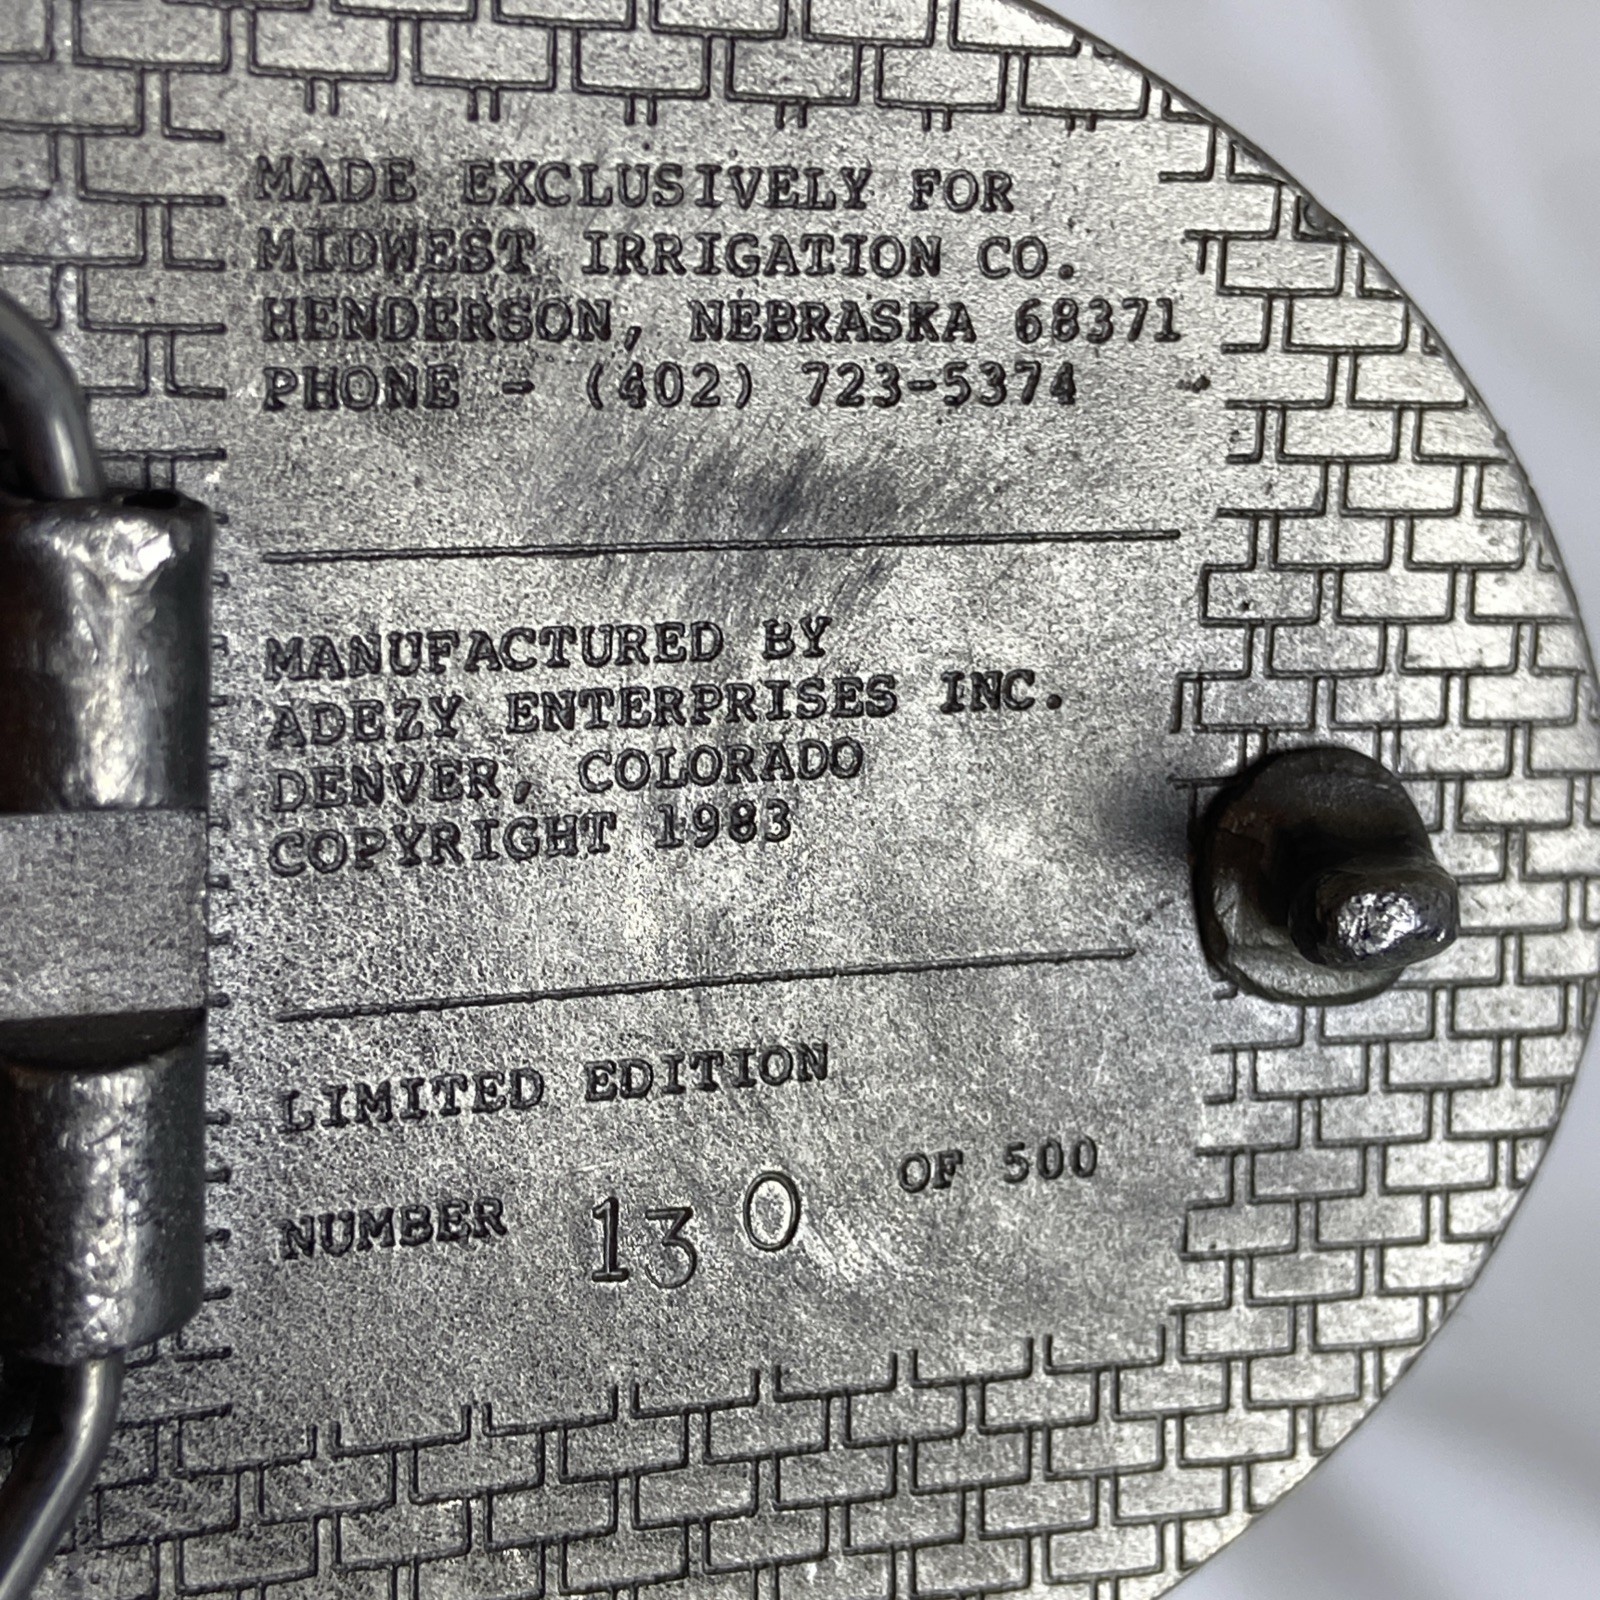 MADE EXCLUSIVELY FOR
MIDWEST IRRIGATION CO.
HENDERSON, NEBRASKA 68371
PHONE - (402) 723-5374
MANUFACTURED BY
ADEZY ENTERPRISES INC.
DENVER, COLORADO
COPYRIGHT 1983
LIMITED EDITION
NUMBER 130 OF 500